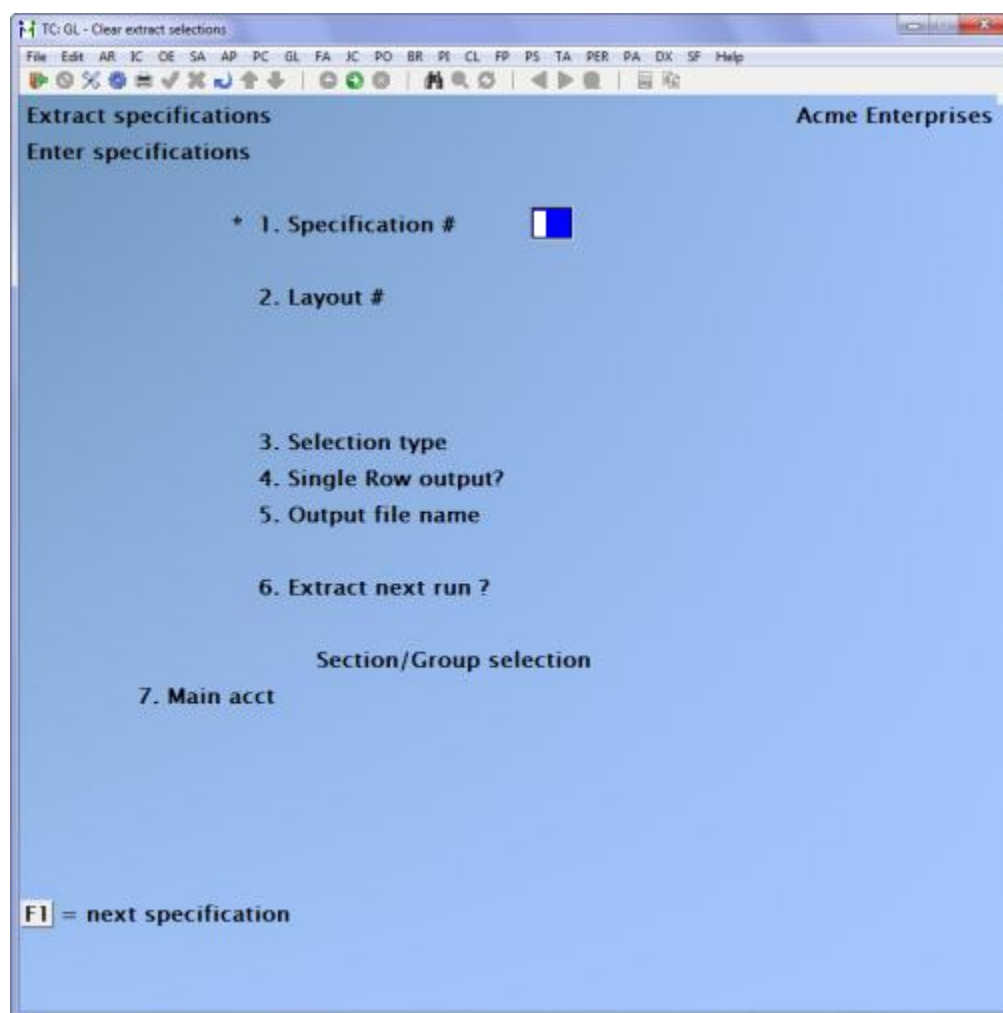 TC: GL - Clear extract selections
File Edit AR IC OE SA AP PC GL FA JC PO BR PI CL FP PS TA PER PA DX SF Help
Extract specifications Acme Enterprises
Enter specifications
* 1. Specification #
2. Layout #
3. Selection type
4. Single Row output?
5. Output file name
6. Extract next run ?
Section/Group selection
7. Main acct
F1 = next specification